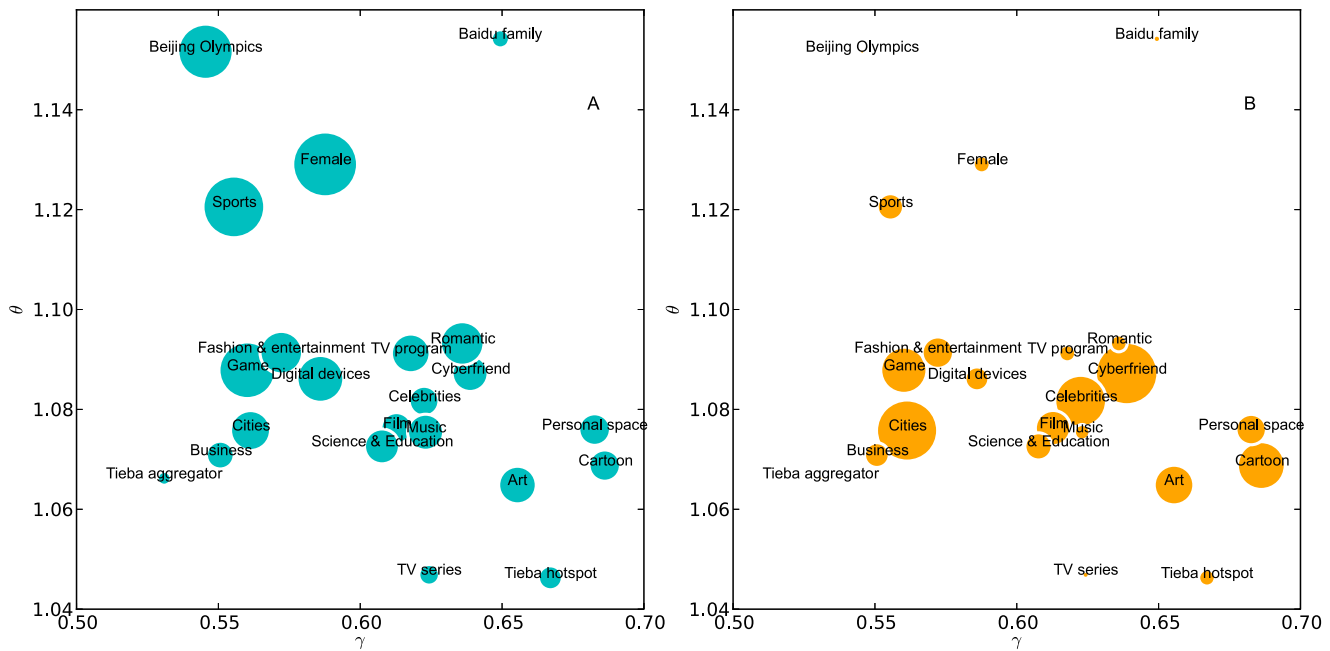 Beijing Olympics
Baidu family
A
1.14
Female
1.12
Sports
θ
1.10
Romantic
Fashion & entertainment
TV program
Game
Digital devices
Cyberfriend
1.08
Celebrities
Cities
Film
Music
Personal space
Science & Education
Business
Cartoon
Tieba aggregator
Art
1.06
TV series
Tieba hotspot
1.04
0.50 0.55 0.60 0.65 0.70
γ
Beijing Olympics
Baidu family
B
1.14
Female
1.12
Sports
θ
1.10
Romantic
Fashion & entertainment
TV program
Game
Digital devices
Cyberfriend
1.08
Celebrities
Cities
Film
Music
Personal space
Science & Education
Business
Cartoon
Tieba aggregator
Art
1.06
TV series
Tieba hotspot
1.04
0.50 0.55 0.60 0.65 0.70
γ